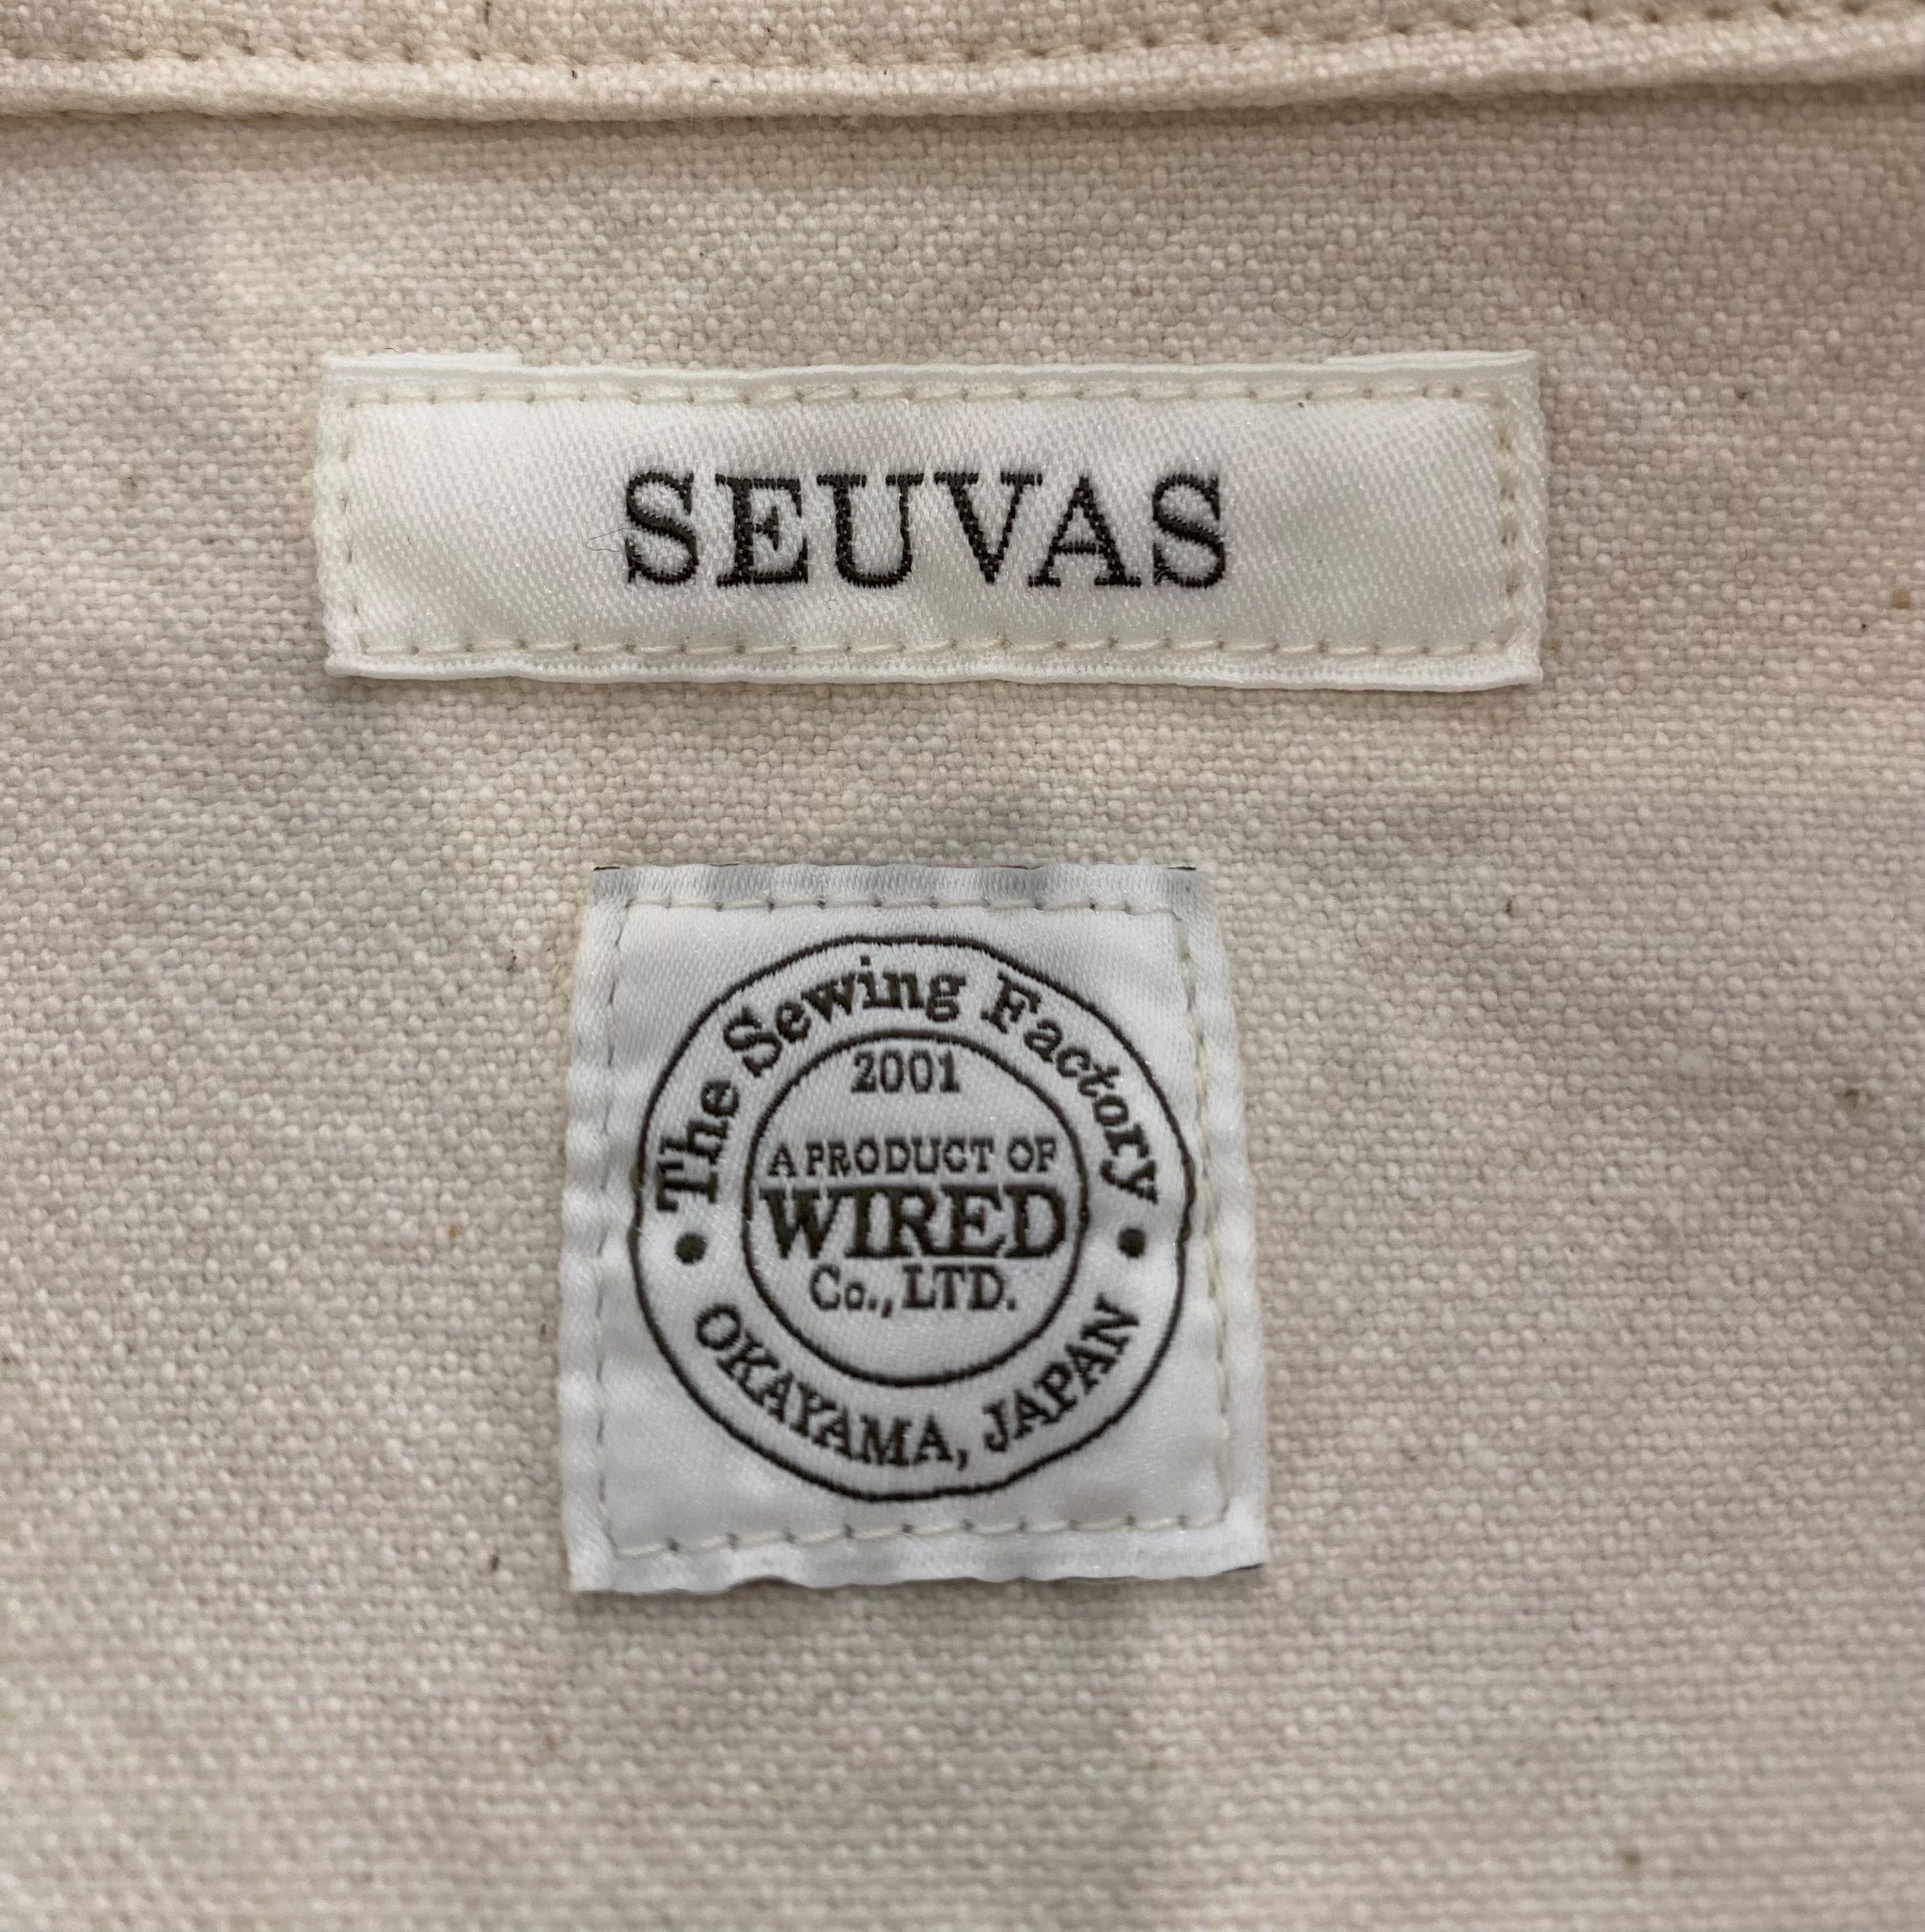 SEUVAS
The Sewing Factory
2001
A PRODUCT OF
WIRED
Co., LTD.
OKAYAMA, JAPAN